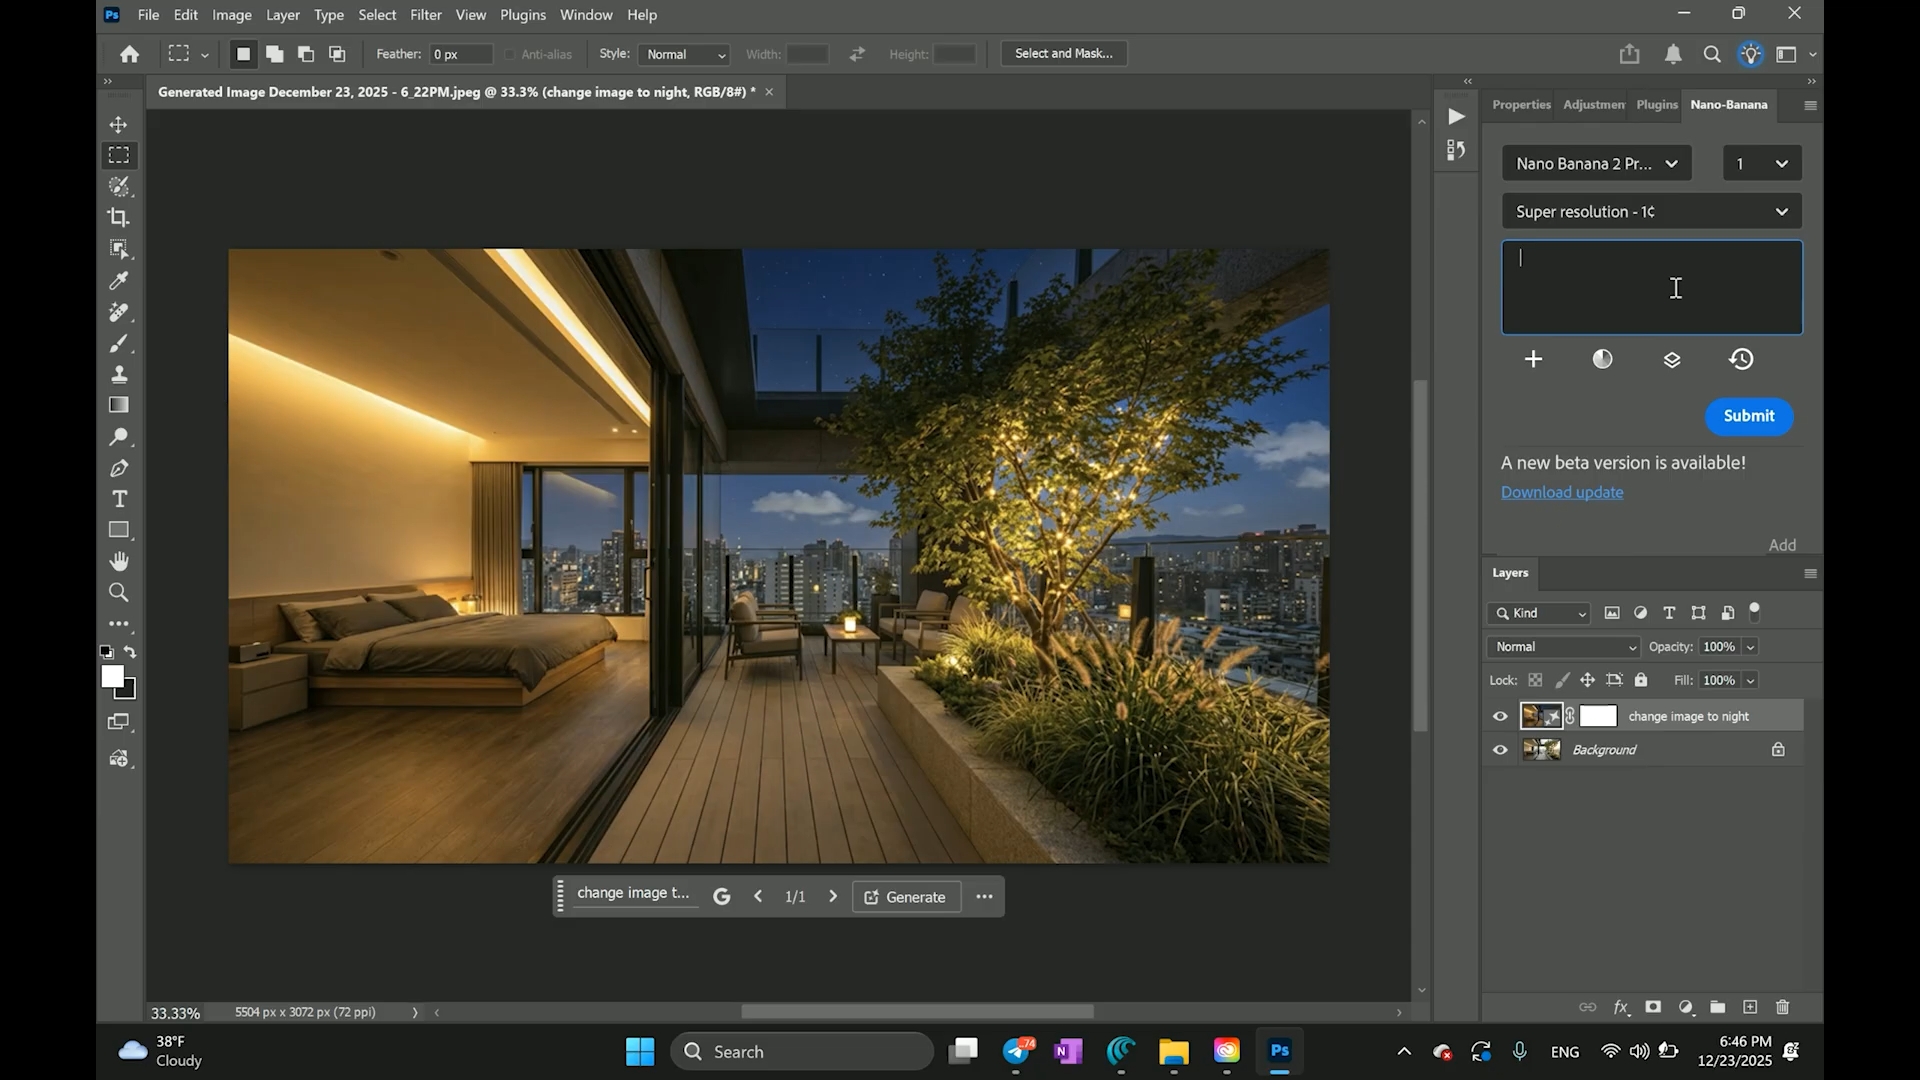 Ps File Edit Image Layer Type Select Filter View Plugins Window Help
Feather: 0 px Anti-alias Style: Normal Width: Height: Select and Mask...
Generated Image December 23, 2025 - 6_22PM.jpeg @ 33.3% (change image to night, RGB/8#) *
Properties Adjustmen Plugins Nano-Banana
Nano Banana 2 Pr... 1
Super resolution - 1¢
Submit
A new beta version is available!
Download update
Add
Layers
Kind
Normal Opacity: 100%
Lock: Fill: 100%
change image to night
Background
change image t... G 1/1 Generate
33.33% 5504 px x 3072 px (72 ppi)
38°F
Cloudy
Search
74
Ps
ENG
6:46 PM
12/23/2025